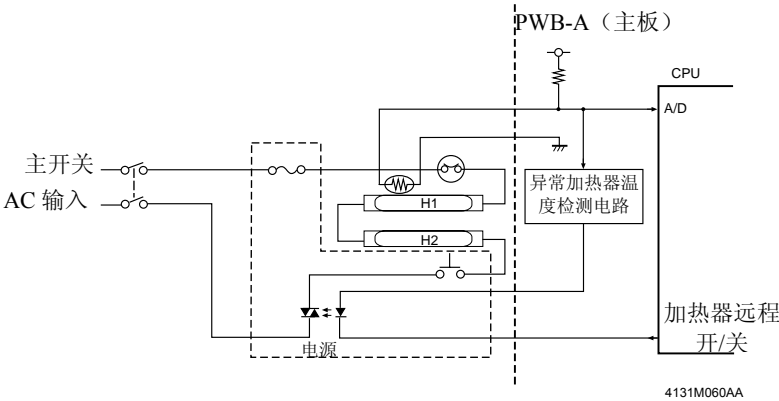 PWB-A（主板）
CPU
A/D
主开关
AC 输入
H1
H2
异常加热器温
度检测电路
加热器远程
开/关
电源
4131M060AA